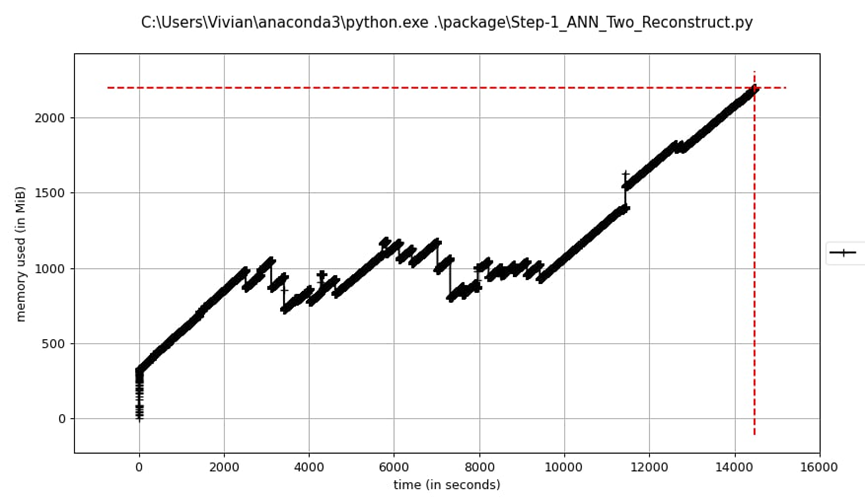 C:\Users\Vivian\anaconda3\python.exe .\package\Step-1_ANN_Two_Reconstruct.py
2000
1500
1000
500
0
memory used (in MiB)
0 2000 4000 6000 8000 10000 12000 14000 16000
time (in seconds)